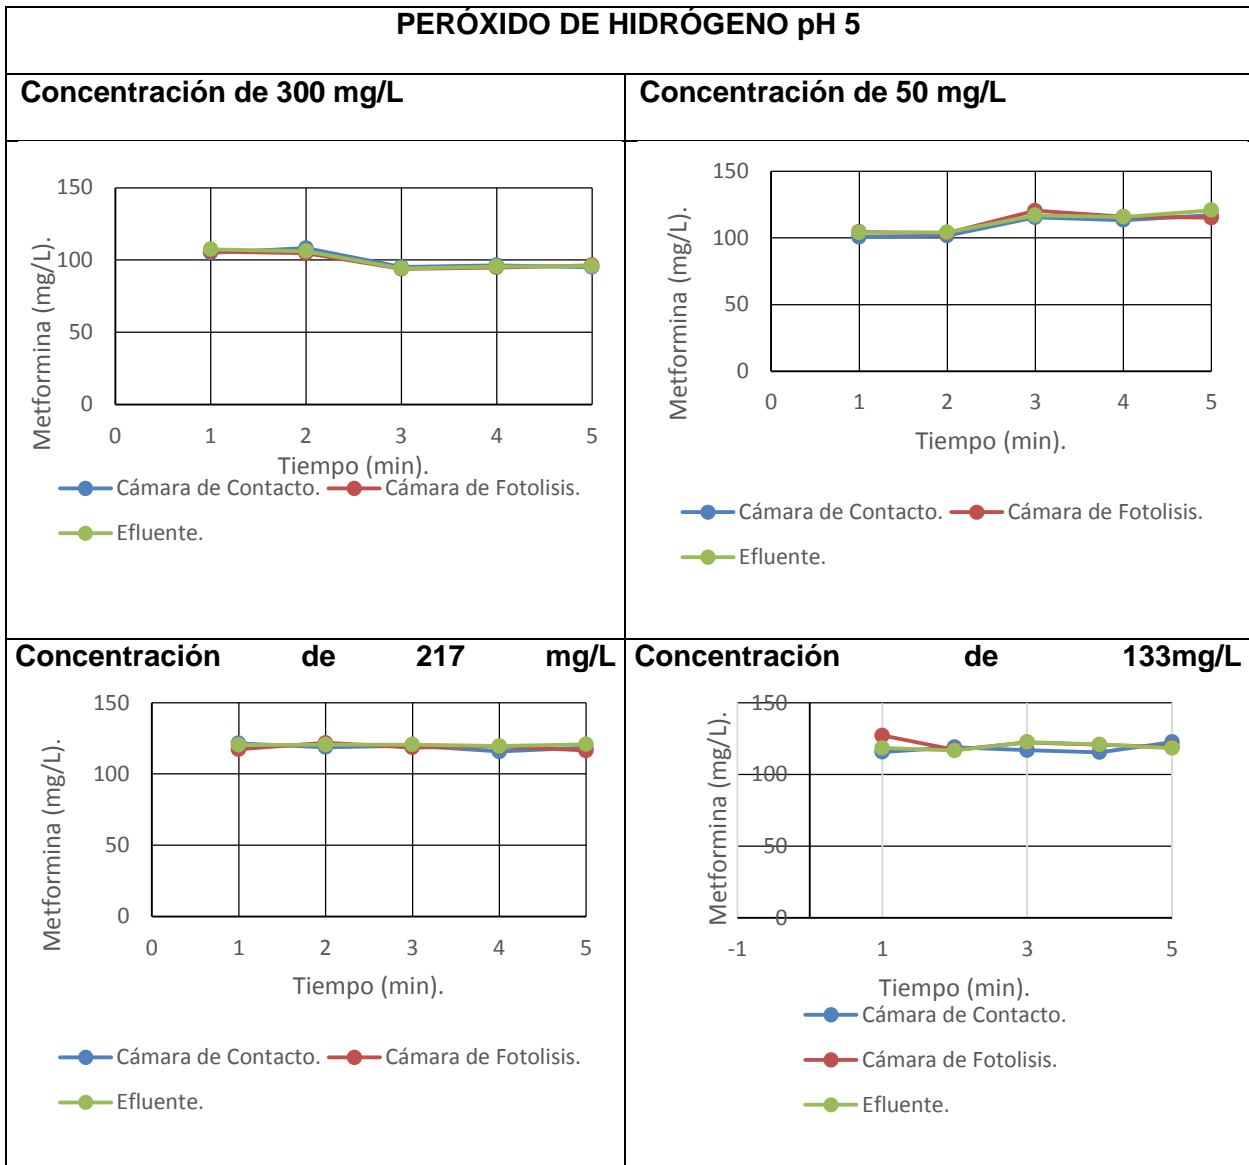 PERÓXIDO DE HIDRÓGENO pH 5
Concentración de 300 mg/L
Concentración de 50 mg/L
Metformina (mg/L).
150
100
50
0
0 1 2 3 4 5
Tiempo (min).
Cámara de Contacto. Cámara de Fotolisis.
Efluente.
Metformina (mg/L).
150
100
50
0
0 1 2 3 4 5
Tiempo (min).
Cámara de Contacto. Cámara de Fotolisis.
Efluente.
Concentración de 217 mg/L
Concentración de 133mg/L
Metformina (mg/L).
150
100
50
0
0 1 2 3 4 5
Tiempo (min).
Cámara de Contacto. Cámara de Fotolisis.
Efluente.
Metformina (mg/L).
150
100
50
0
-1 1 3 5
Tiempo (min).
Cámara de Contacto.
Cámara de Fotolisis.
Efluente.